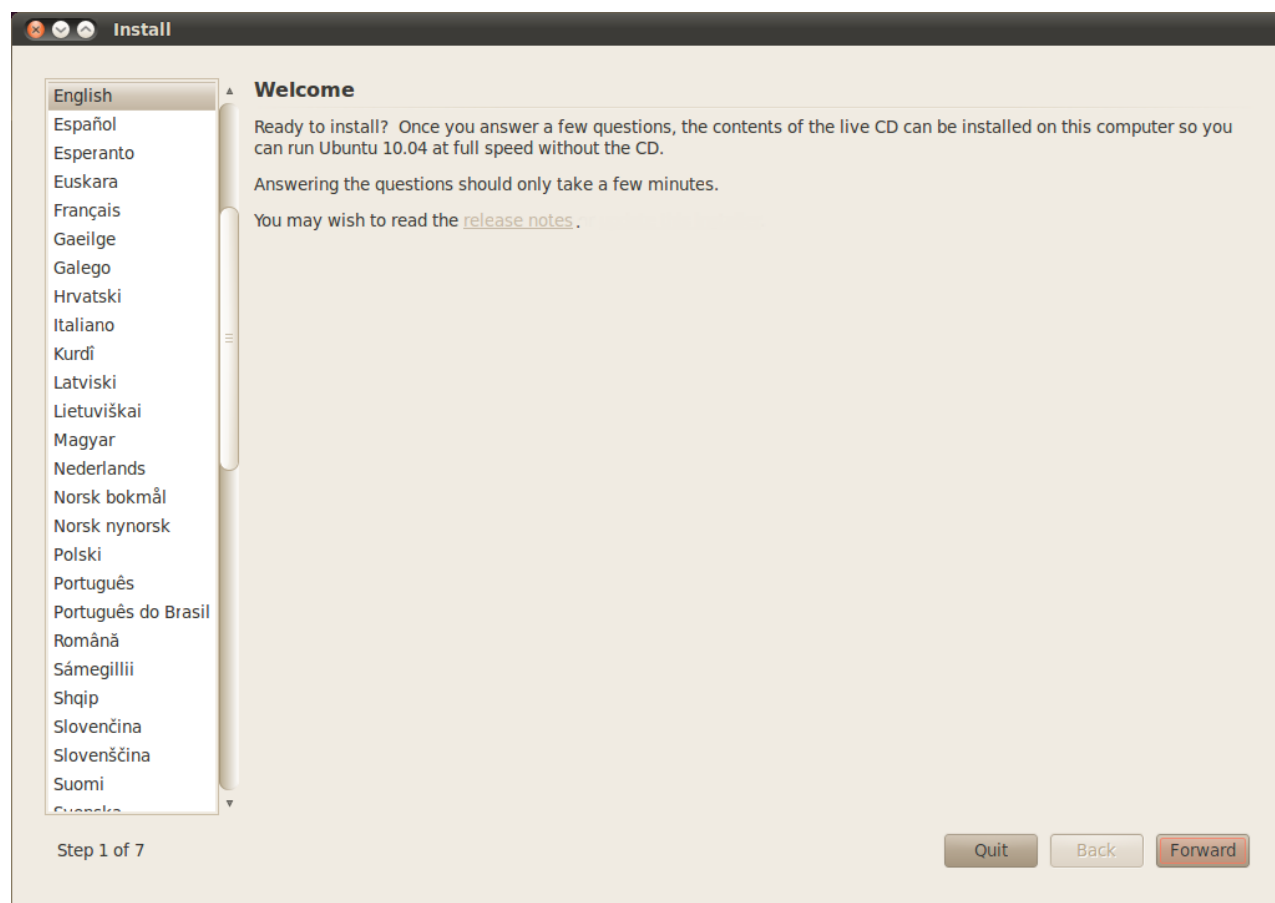 Install
English
Español
Esperanto
Euskara
Français
Gaeilge
Galego
Hrvatski
Italiano
Kurdî
Latviski
Lietuviškai
Magyar
Nederlands
Norsk bokmål
Norsk nynorsk
Polski
Português
Português do Brasil
Română
Sámegillii
Shqip
Slovenčina
Slovenščina
Suomi
Welcome
Ready to install?  Once you answer a few questions, the contents of the live CD can be installed on this computer so you
can run Ubuntu 10.04 at full speed without the CD.
Answering the questions should only take a few minutes.
You may wish to read the release notes .
Step 1 of 7
Quit
Back
Forward